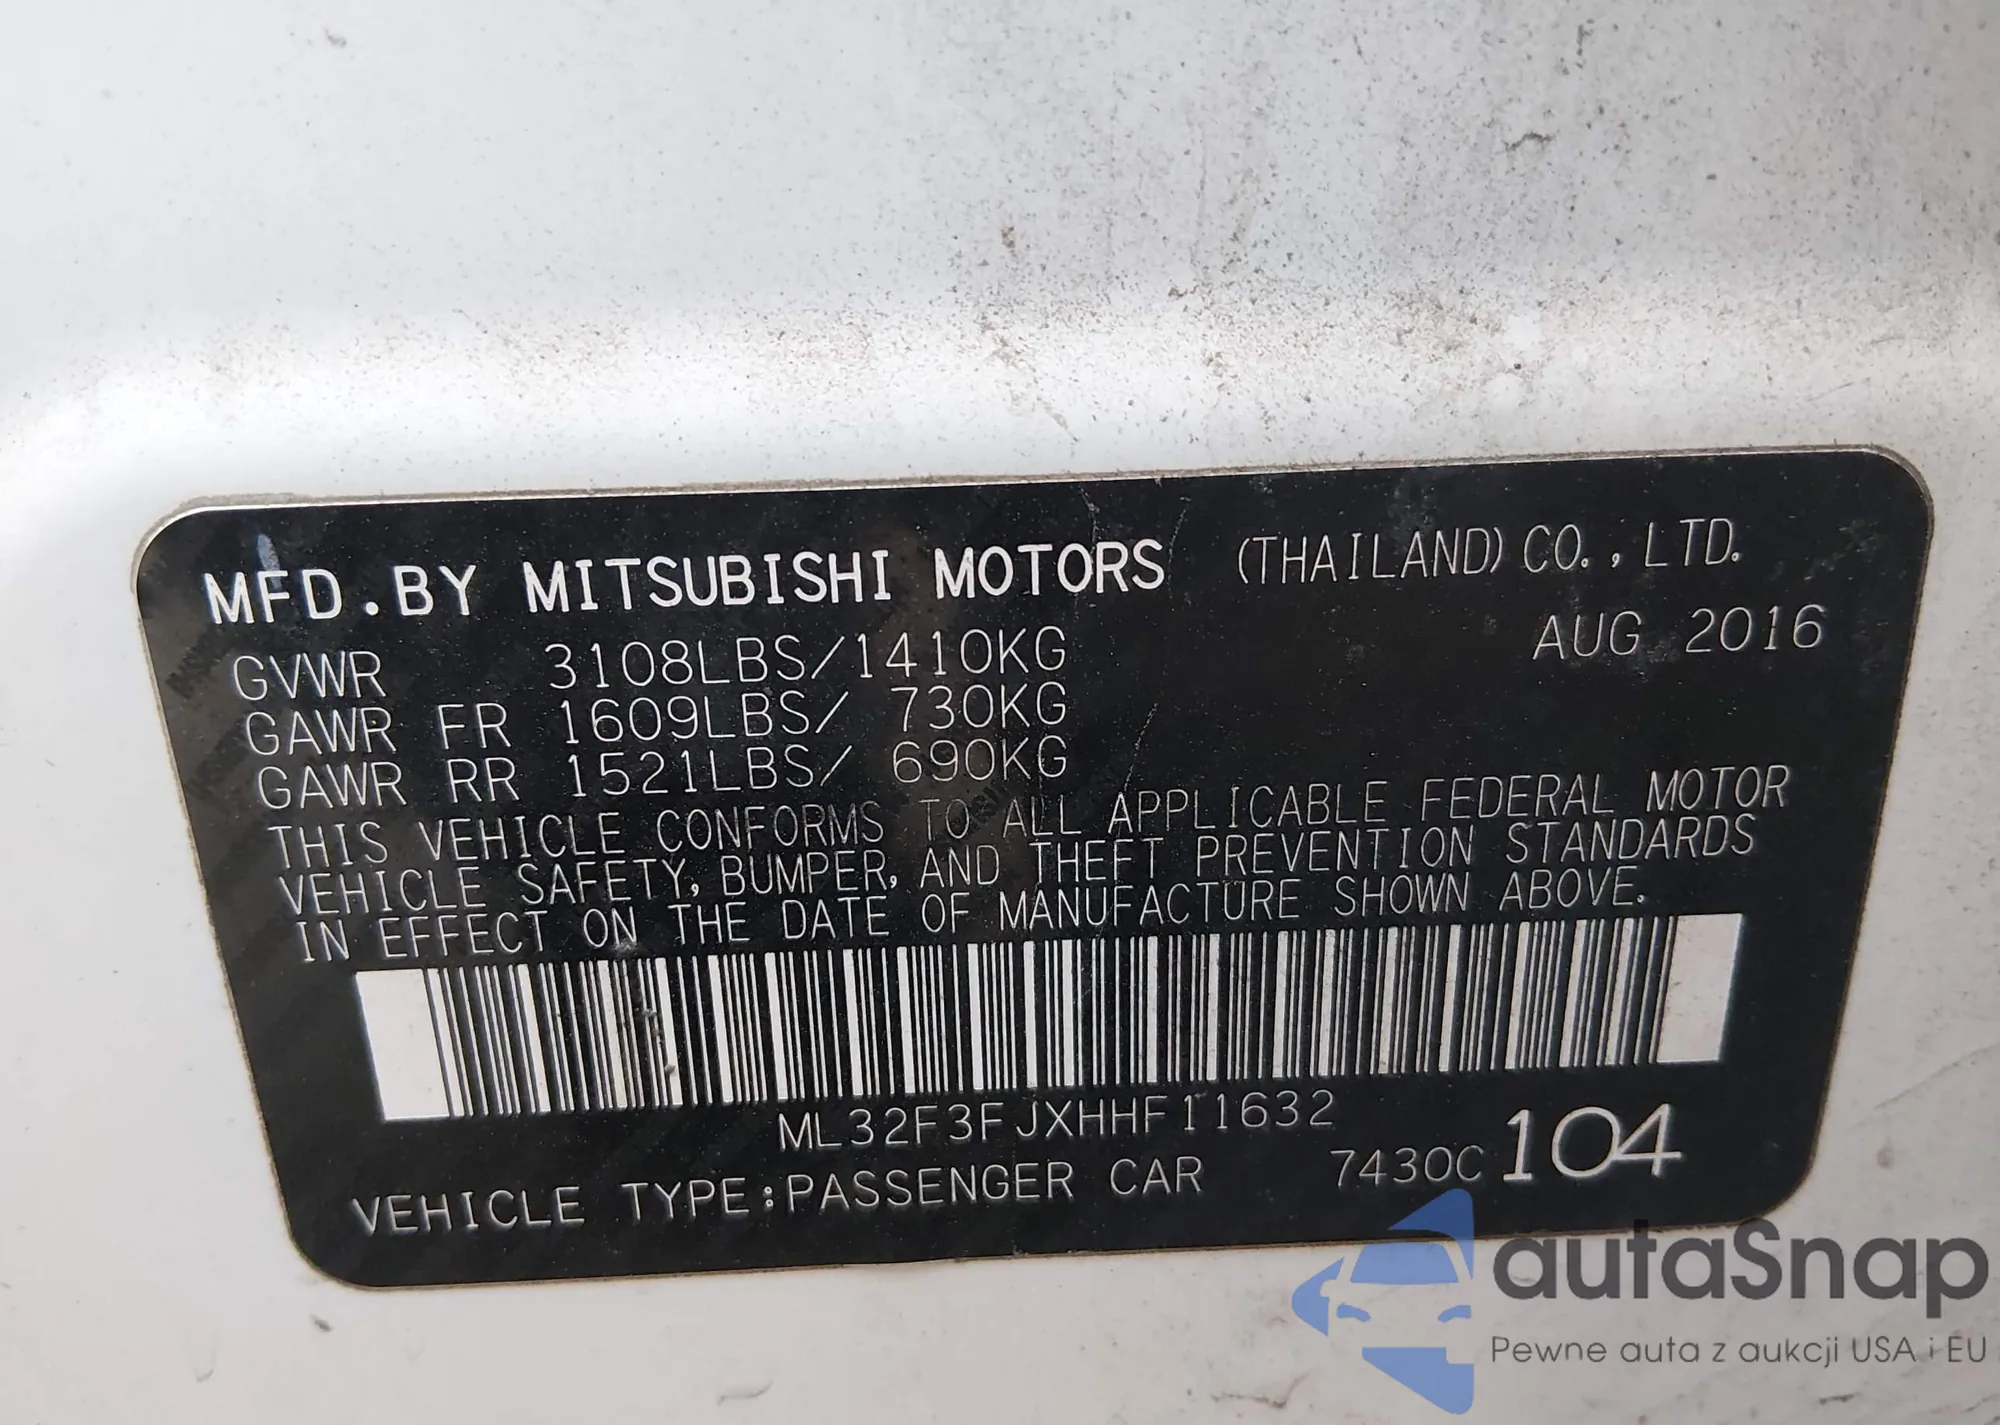 MFD.BY MITSUBISHI MOTORS (THAILAND) CO., LTD.
AUG 2016
GVWR 3108LBS/1410KG
GAWR FR 1609LBS/ 730KG
GAWR RR 1521LBS/ 690KG
THIS VEHICLE CONFORMS TO ALL APPLICABLE FEDERAL MOTOR
VEHICLE SAFETY, BUMPER, AND THEFT PREVENTION STANDARDS
IN EFFECT ON THE DATE OF MANUFACTURE SHOWN ABOVE.
ML32F3FJXHHF11632
VEHICLE TYPE:PASSENGER CAR 7430C 104
autaSnap
Pewne auta z aukcji USA i EU